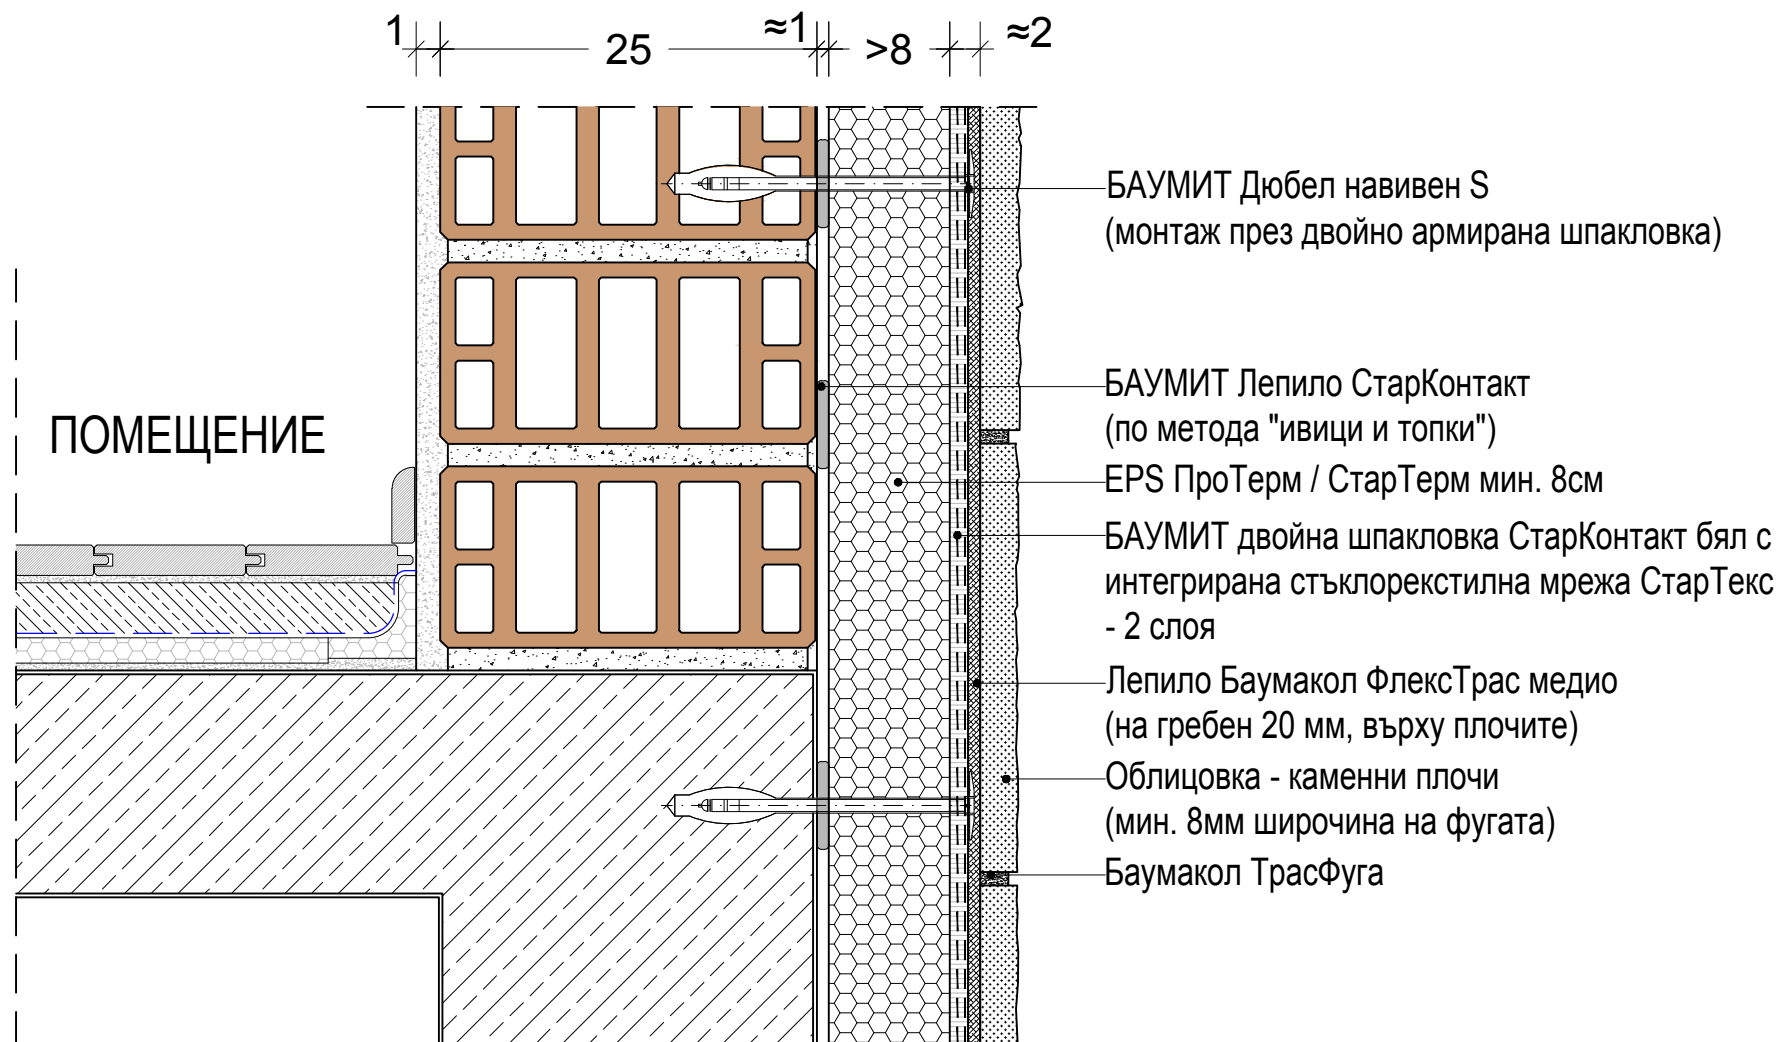 1 25 ≈1 >8 ≈2
БАУМИТ Дюбел навивен S
(монтаж през двойно армирана шпакловка)
БАУМИТ Лепило СтарКонтакт
(по метода "ивици и топки")
ПОМЕЩЕНИЕ
EPS ПроТерм / СтарТерм мин. 8см
БАУМИТ двойна шпакловка СтарКонтакт бял с
интегрирана стъклорекстилна мрежа СтарТекс
- 2 слоя
Лепило Баумакол ФлексТрас медио
(на гребен 20 мм, върху плочите)
Облицовка - каменни плочи
(мин. 8мм широчина на фугата)
Баумакол ТрасФуга